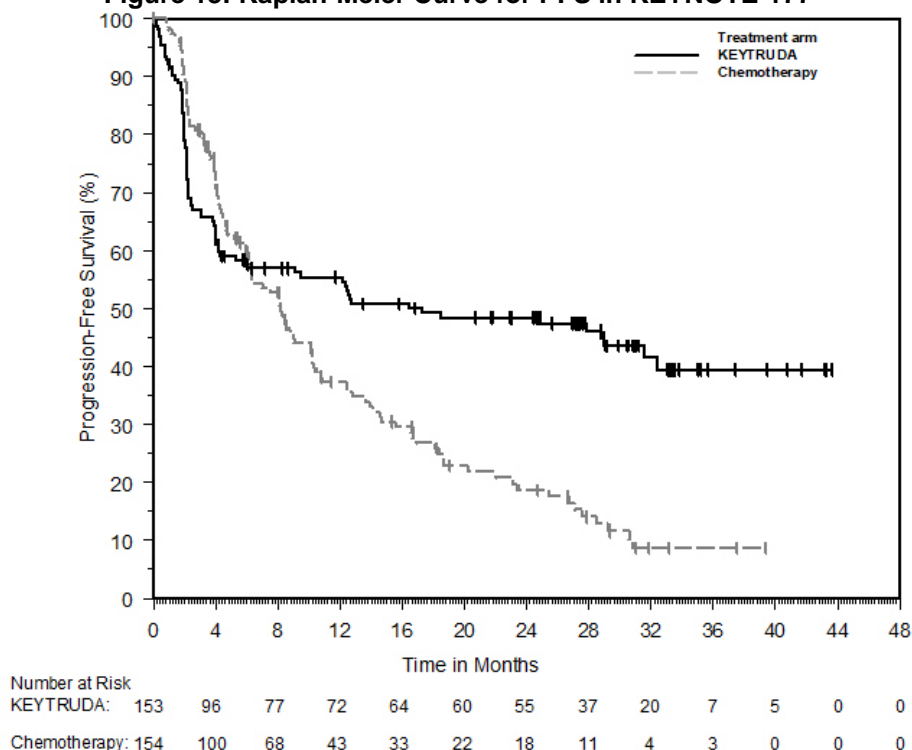 Treatment arm
KEYTRUDA
Chemotherapy
100
90
80
70
60
50
40
30
20
10
0
Progression-Free Survival (%)
0 4 8 12 16 20 24 28 32 36 40 44 48
Time in Months
Number at Risk
KEYTRUDA: 153 96 77 72 64 60 55 37 20 7 5 0 0
Chemotherapy: 154 100 68 43 33 22 18 11 4 3 0 0 0